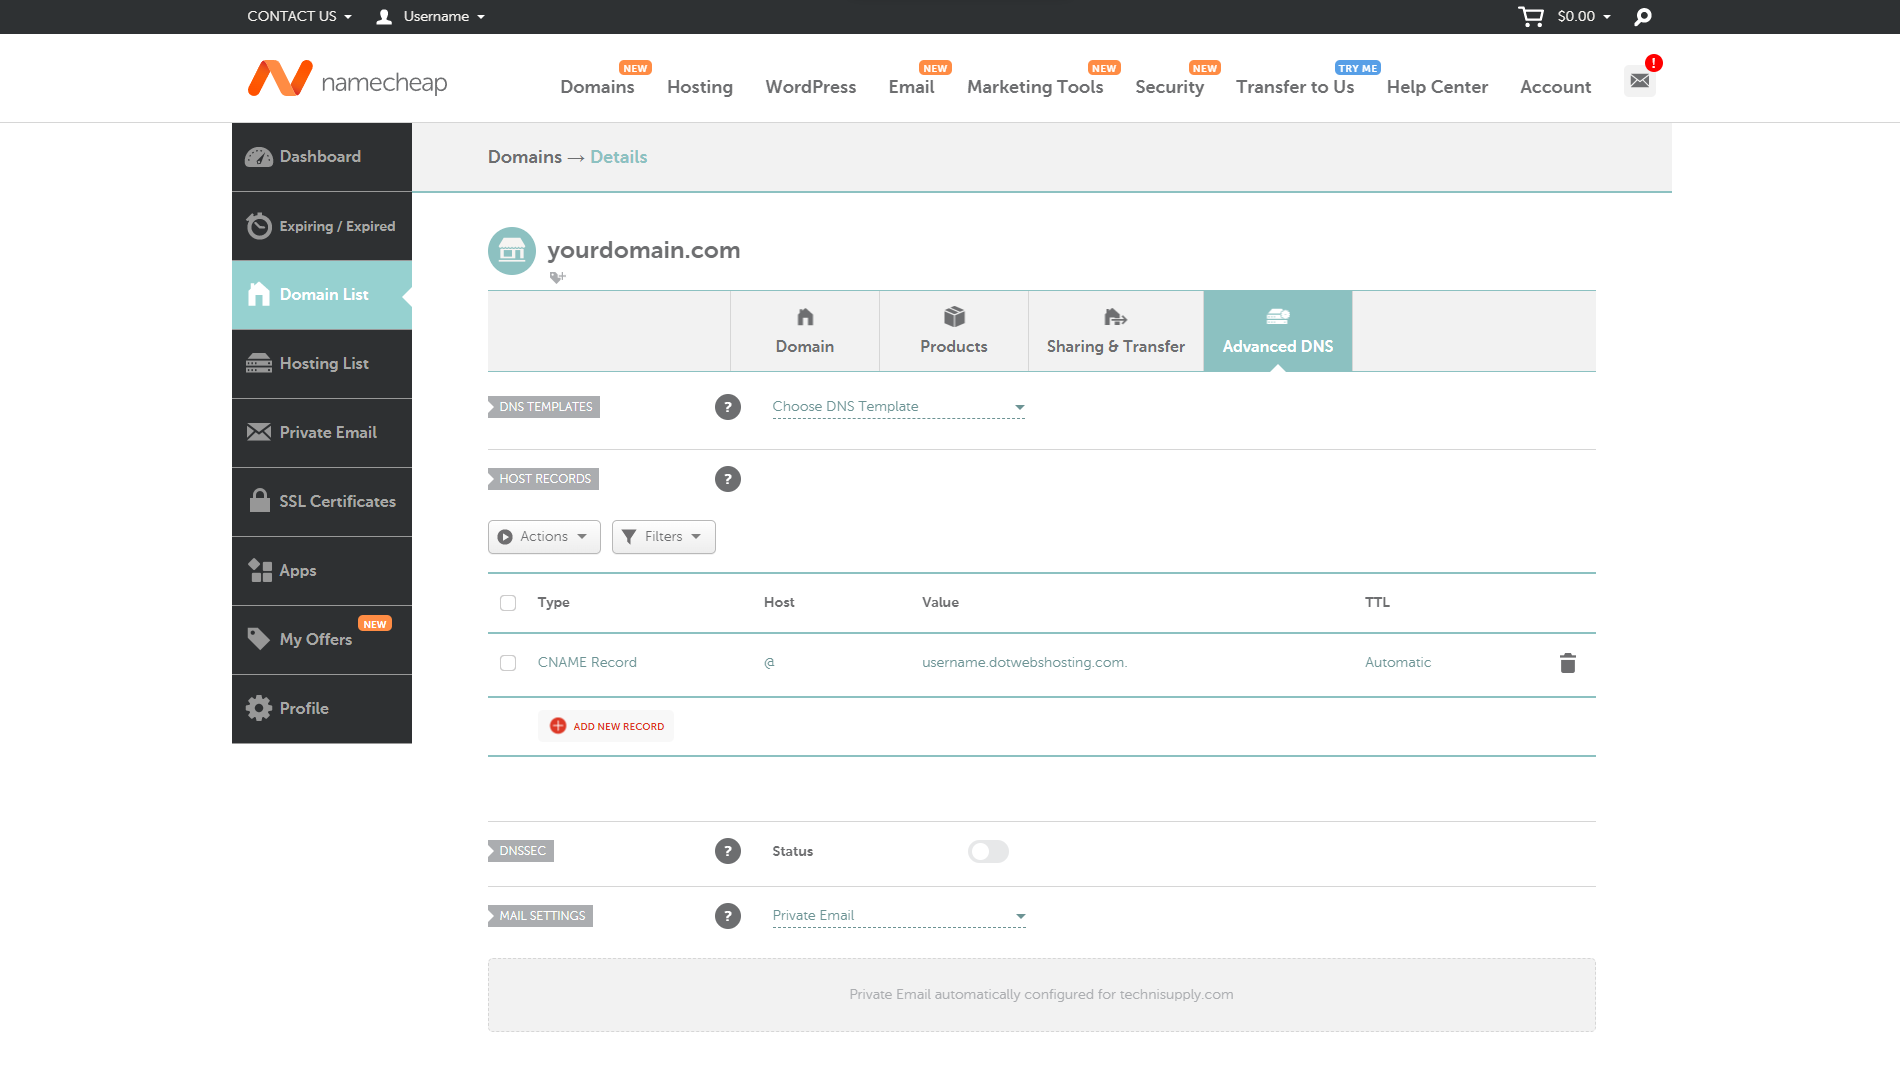 CONTACT US Username $0.00
namecheap Domains NEW Hosting WordPress Email NEW Marketing Tools NEW Security NEW Transfer to Us TRY ME Help Center Account !
Dashboard
Expiring / Expired
Domain List
Hosting List
Private Email
SSL Certificates
Apps
My Offers NEW
Profile
Domains → Details
yourdomain.com
Domain Products Sharing & Transfer Advanced DNS
DNS TEMPLATES ? Choose DNS Template
HOST RECORDS ?
Actions Filters
Type Host Value TTL
CNAME Record @ username.dotwebshosting.com. Automatic
ADD NEW RECORD
DNSSEC ? Status
MAIL SETTINGS ? Private Email
Private Email automatically configured for technisupply.com